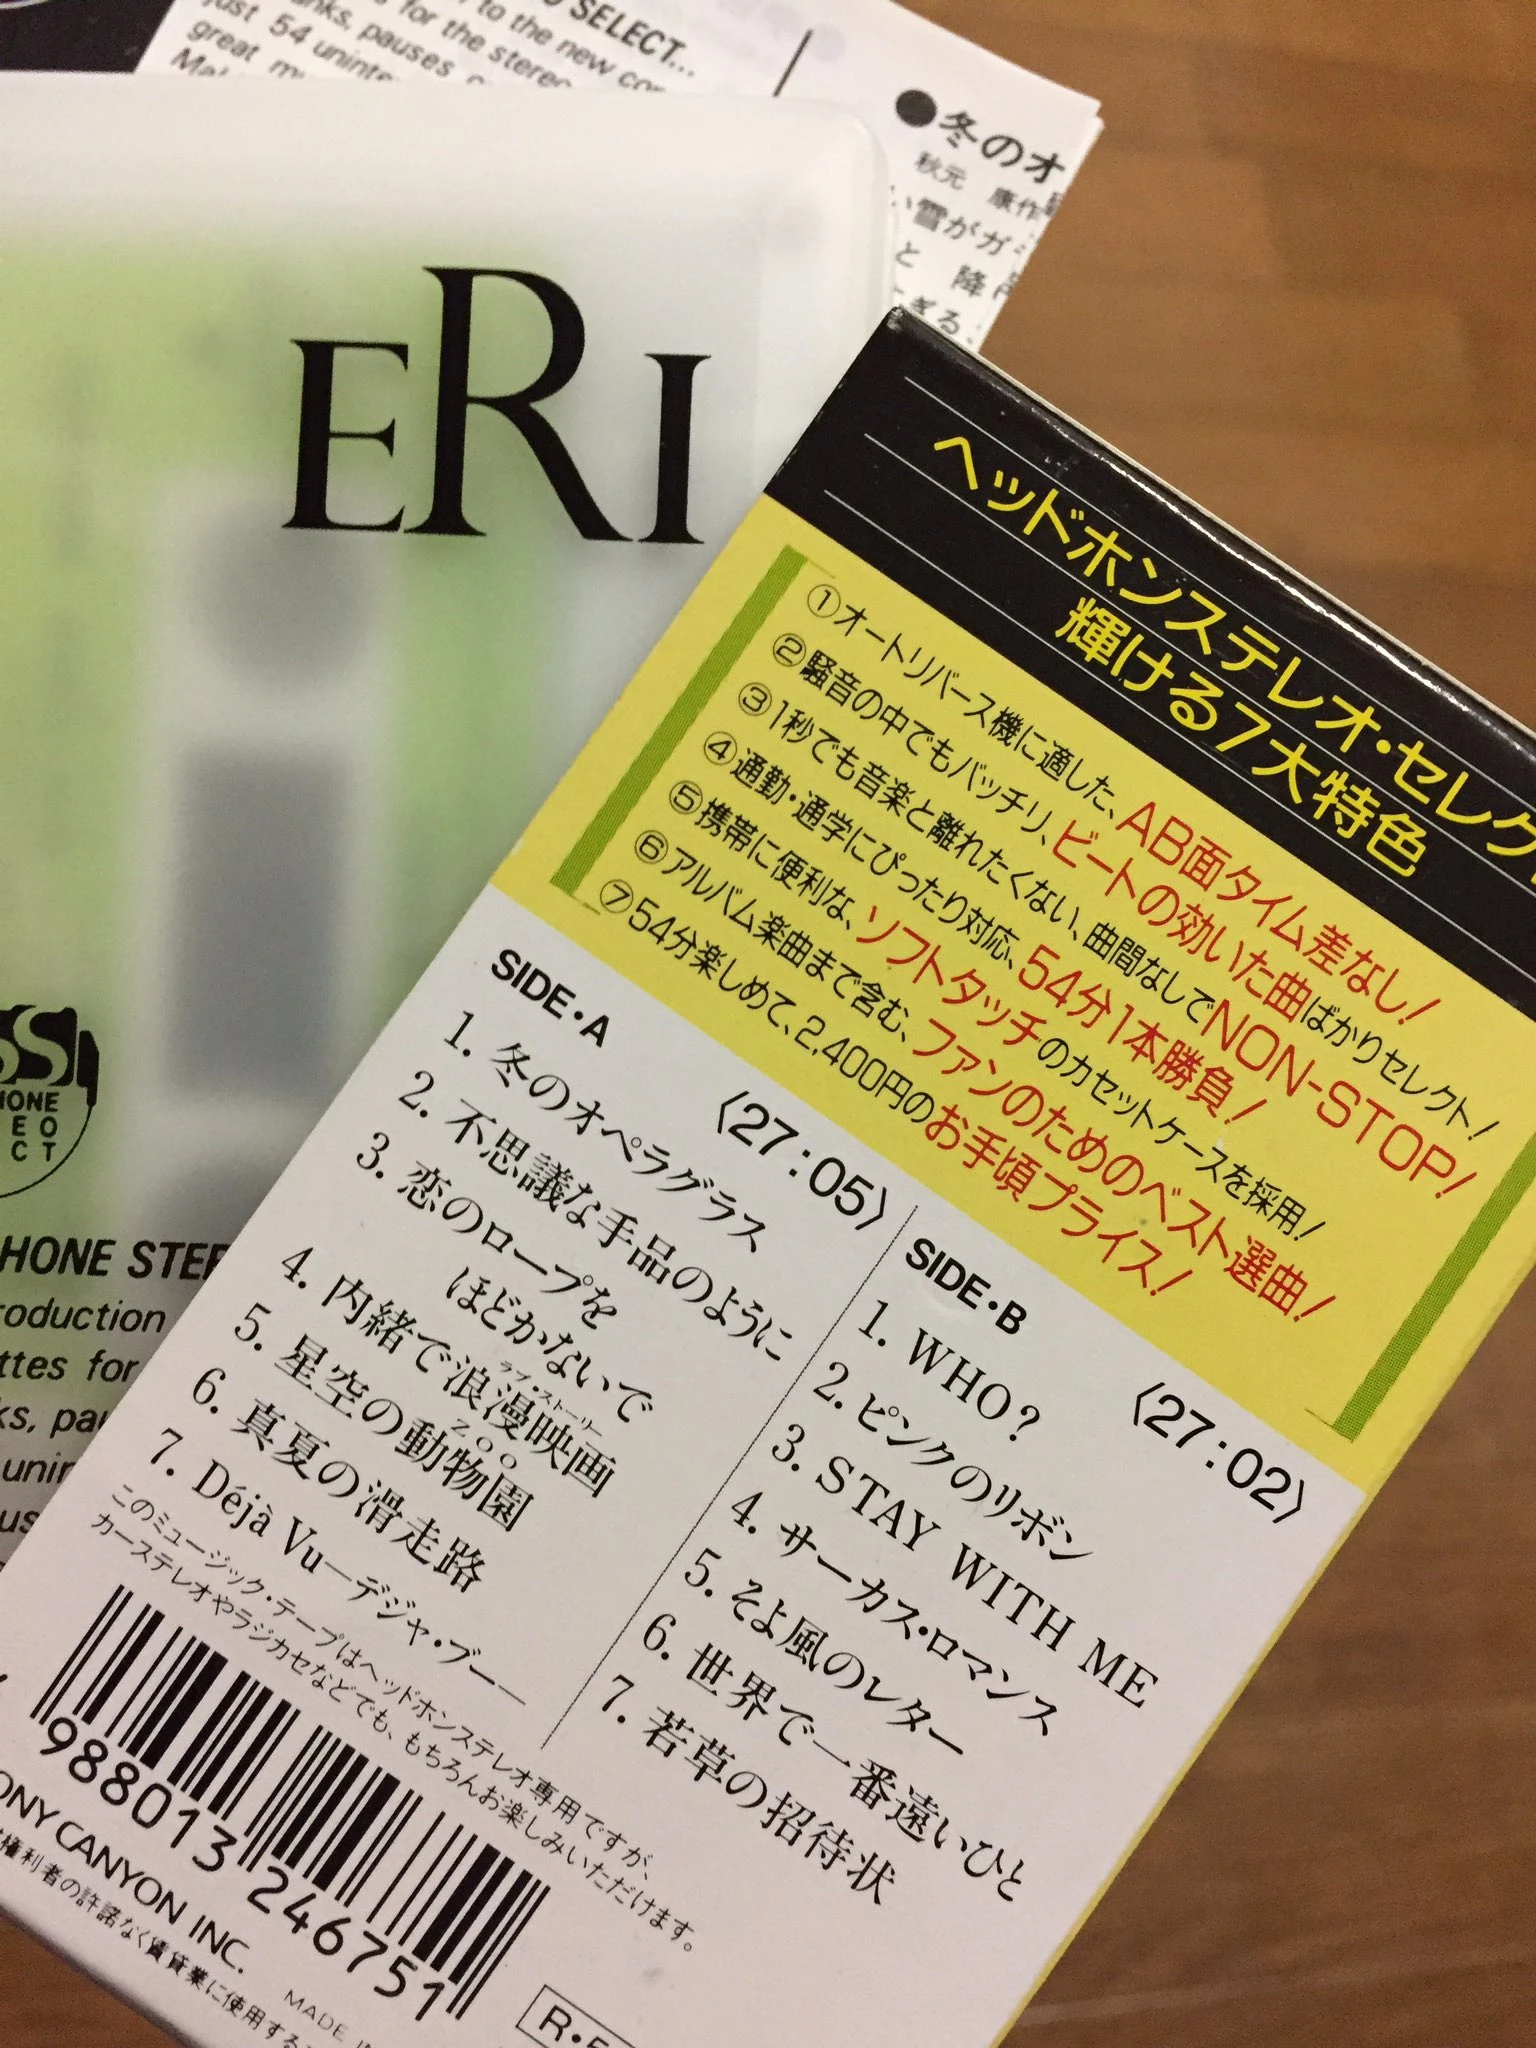 SELECT...
to the new
for the stereo
pauses
just 54
great
●冬のオ
秋元 康作
雪がガ
と 降
ぎる、
ERI
HONE STER
roduction
ttes for
ヘッドホンステレオ・セレク
輝ける7大特色
①オートリバース機に適した、AB面タイム差なし!
②騒音の中でもバッチリ、ビートの効いた曲ばかりセレクト!
③1秒でも音楽と離れたくない、曲間なしでNON-STOP!
④通勤・通学にぴったり対応、54分1本勝負!
⑤携帯に便利な、ソフトタッチのカセットケースを採用!
⑥アルバム楽曲まで含む、ファンのためのベスト選曲!
⑦54分楽しめて、2,400円のお手頃プライス!
SIDE・A 〈27:05〉
1. 冬のオペラグラス
2. 不思議な手品のように
3. 恋のロープを
ほどかないで
ラブ・ストーリー
4. 内緒で浪漫映画
ZOO
5. 星空の動物園
6. 真夏の滑走路
7. Déjà Vu—デジャ・ブー—
SIDE・B 〈27:02〉
1. WHO?
2. ピンクのリボン
3. STAY WITH ME
4. サーカス・ロマンス
5. そよ風のレター
6. 世界で一番遠いひと
7. 若草の招待状
このミュージック・テープはヘッドホンステレオ専用ですが、
カーステレオやラジカセなどでも、もちろんお楽しみいただけます。
988013 246751
ONY CANYON INC.
権利者の許諾なく賃貸業に使用する
MADE I
R・